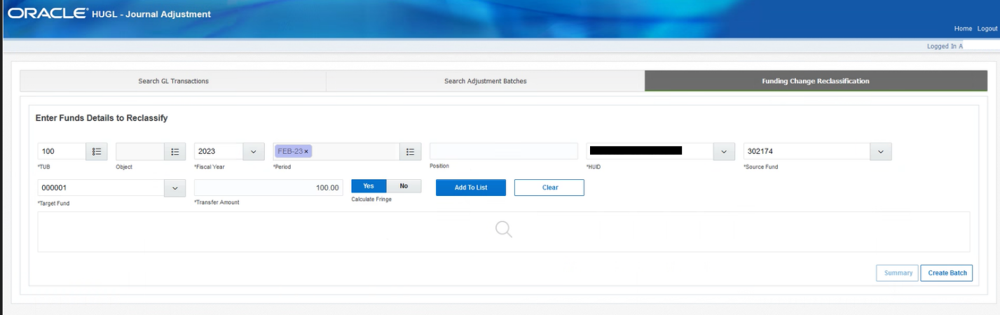 ORACLE® HUGL - Journal Adjustment
Home Logout
Logged In A
Search GL Transactions Search Adjustment Batches Funding Change Reclassification
Enter Funds Details to Reclassify
100 2023 FEB-23 × 302174
*TUB Object *Fiscal Year *Period Position *HUID *Source Fund
000001 100.00 Yes No Add To List Clear
*Target Fund *Transfer Amount Calculate Fringe
Summary Create Batch